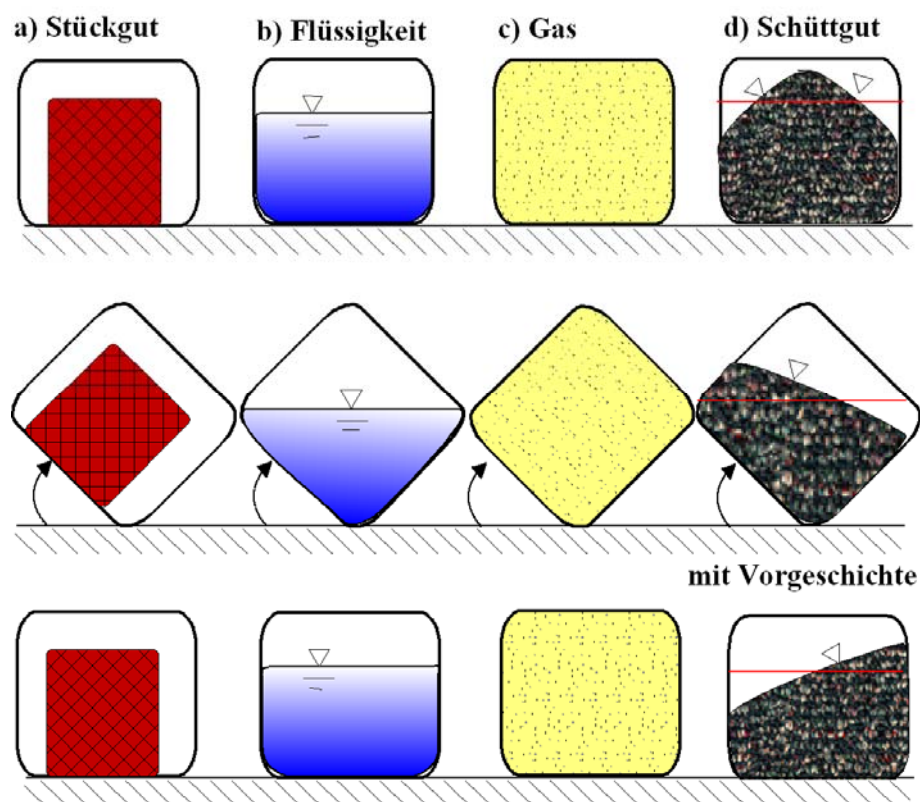 a) Stückgut
b) Flüssigkeit
c) Gas
d) Schüttgut
mit Vorgeschichte